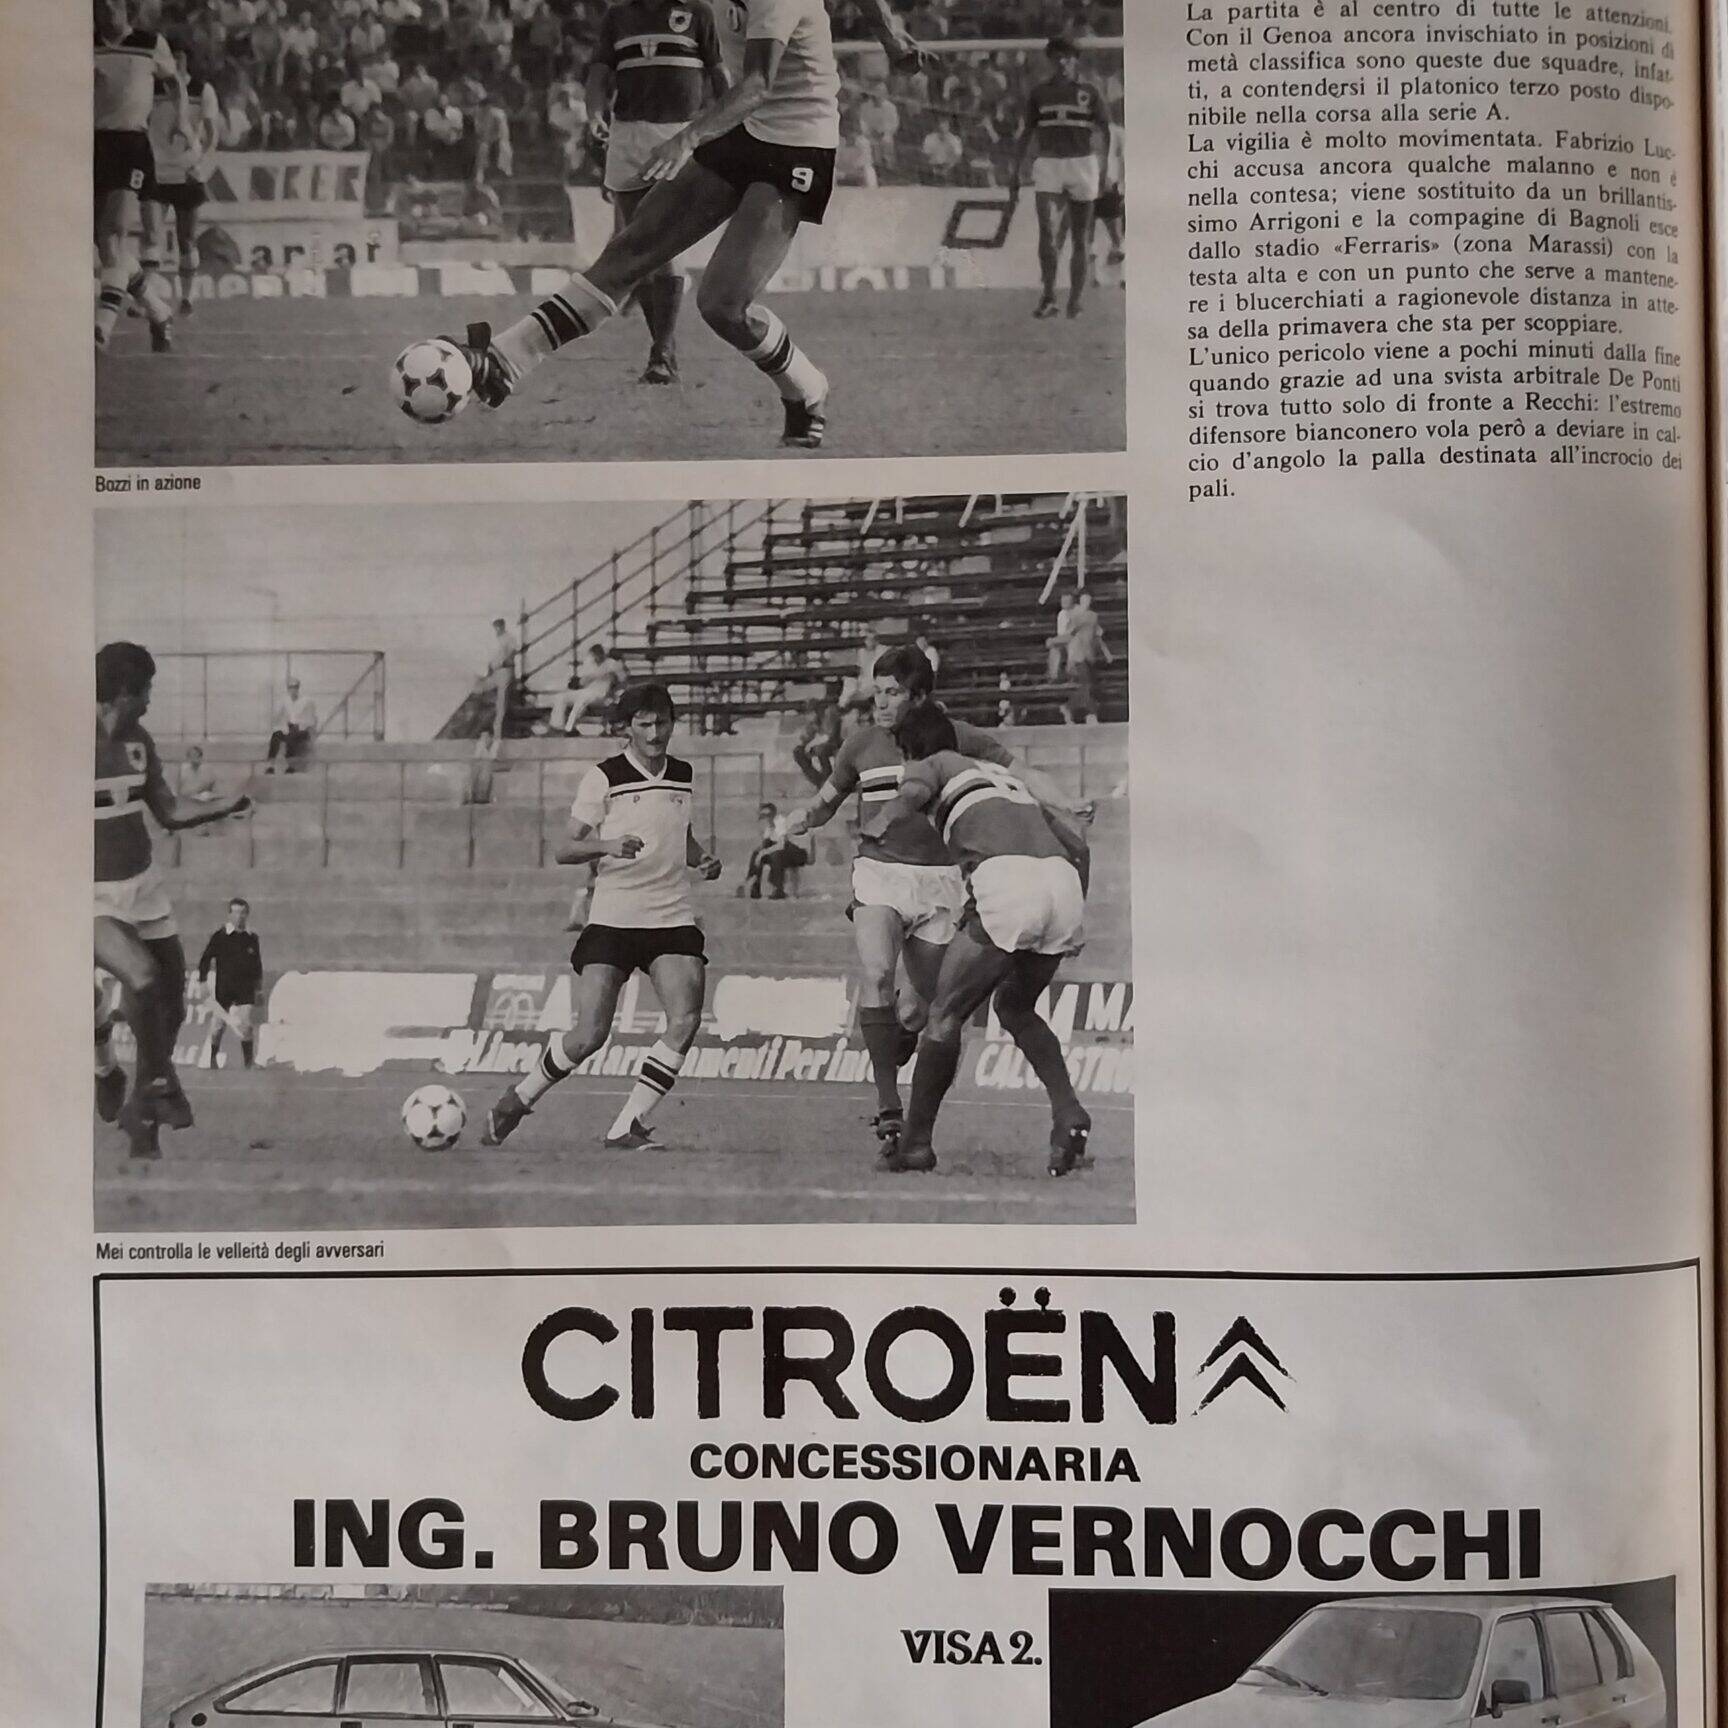 La partita è al centro di tutte le attenzioni.
Con il Genoa ancora invischiato in posizioni di
metà classifica sono queste due squadre, infat-
ti, a contendersi il platonico terzo posto dispo-
nibile nella corsa alla serie A.
La vigilia è molto movimentata. Fabrizio Luc-
chi accusa ancora qualche malanno e non è
nella contesa; viene sostituito da un brillantis-
simo Arrigoni e la compagine di Bagnoli esce
dallo stadio «Ferraris» (zona Marassi) con la
testa alta e con un punto che serve a mantene-
re i blucerchiati a ragionevole distanza in atte-
sa della primavera che sta per scoppiare.
L'unico pericolo viene a pochi minuti dalla fine
quando grazie ad una svista arbitrale De Ponti
si trova tutto solo di fronte a Recchi: l'estremo
difensore bianconero vola però a deviare in cal-
cio d'angolo la palla destinata all'incrocio dei
pali.
8
9
Bozzi in azione
Per
CALCESTRU
Mei controlla le velleità degli avversari
CITROËN
CONCESSIONARIA
ING. BRUNO VERNOCCHI
VISA 2.